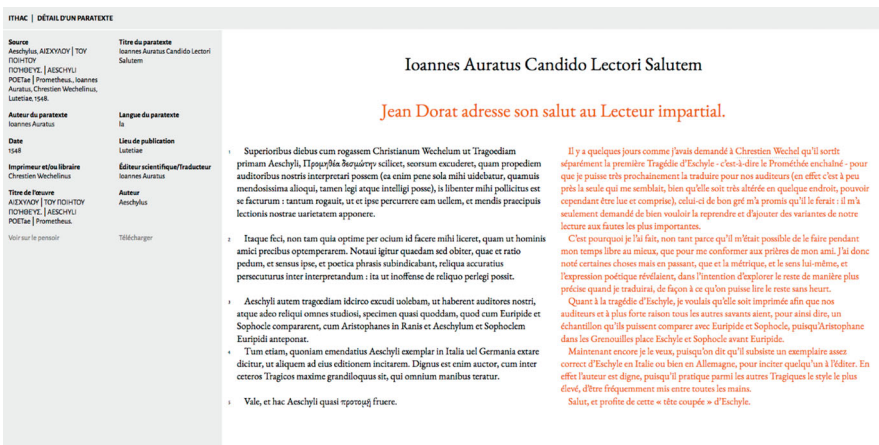 ITHAC | DÉTAIL D'UN PARATEXTE
Source
Aeschylus, ΑΙΣΧΥΛΟΥ | ΤΟΥ
ΠΟΙΗΤΟΥ
ΠΟΉΘΕΎΣ. | AESCHYLI
POETae | Prometheus., Ioannes
Auratus, Chrestien Wechelinus,
Lutetiae, 1548.
Auteur du paratexte
Ioannes Auratus
Date
1548
Imprimeur et/ou libraire
Chrestien Wechelinus
Titre de l'œuvre
ΑΙΣΧΥΛΟΥ | ΤΟΥ ΠΟΙΗΤΟΥ
ΠΟΉΘΕΎΣ. | AESCHYLI
POETae | Prometheus.
Voir sur le pensoir
Titre du paratexte
Ioannes Auratus Candido Lectori
Salutem
Langue du paratexte
la
Lieu de publication
Lutetiae
Éditeur scientifique/Traducteur
Ioannes Auratus
Auteur
Aeschylus
Télécharger
Ioannes Auratus Candido Lectori Salutem
Jean Dorat adresse son salut au Lecteur impartial.
1 Superioribus diebus cum rogassem Christianum Wechelum ut Tragoediam
primam Aeschyli, Προμηθέα δεσμώτην scilicet, seorsum excuderet, quam propediem
auditoribus nostris interpretari possem (ea enim pene sola mihi uidebatur, quamuis
mendosissima alioqui, tamen legi atque intelligi posse), is libenter mihi pollicitus est
se facturum : tantum rogauit, ut et ipse percurrere eam uellem, et mendis praecipuis
lectionis nostrae uarietatem apponere.
2 Itaque feci, non tam quia optime per ocium id facere mihi liceret, quam ut hominis
amici precibus optemperarem. Notaui igitur quaedam sed obiter, quae et ratio
pedum, et sensus ipse, et poetica phrasis subindicabant, reliqua accuratius
persecuturus inter interpretandum : ita ut inoffense de reliquo perlegi possit.
3 Aeschyli autem tragœdiam idcirco excudi uolebam, ut haberent auditores nostri,
atque adeo reliqui omnes studiosi, specimen quasi quoddam, quod cum Euripide et
Sophocle compararent, cum Aristophanes in Ranis et Aeschylum et Sophoclem
Euripidi anteponat.
4 Tum etiam, quoniam emendatius Aeschyli exemplar in Italia uel Germania extare
dicitur, ut aliquem ad eius editionem incitarem. Dignus est enim auctor, cum inter
ceteros Tragicos maxime grandiloquus sit, qui omnium manibus teratur.
5 Vale, et hac Aeschyli quasi προτομῇ fruere.
Il y a quelques jours comme j'avais demandé à Chrestien Wechel qu'il sortît
séparément la première Tragédie d'Eschyle - c'est-à-dire le Prométhée enchaîné - pour
que je puisse très prochainement la traduire pour nos auditeurs (en effet c'est à peu
près la seule qui me semblait, bien qu'elle soit très altérée en quelque endroit, pouvoir
cependant être lue et comprise), celui-ci de bon gré m'a promis qu'il le ferait : il m'a
seulement demandé de bien vouloir la reprendre et d'ajouter des variantes de notre
lecture aux fautes les plus importantes.
C'est pourquoi je l'ai fait, non tant parce qu'il m'était possible de le faire pendant
mon temps libre au mieux, que pour me conformer aux prières de mon ami. J'ai donc
noté certaines choses mais en passant, que et la métrique, et le sens lui-même, et
l'expression poétique révélaient, dans l'intention d'explorer le reste de manière plus
précise quand je traduirai, de façon à ce qu'on puisse lire le reste sans heurt.
Quant à la tragédie d'Eschyle, je voulais qu'elle soit imprimée afin que nos
auditeurs et à plus forte raison tous les autres savants aient, pour ainsi dire, un
échantillon qu'ils puissent comparer avec Euripide et Sophocle, puisqu'Aristophane
dans les Grenouilles place Eschyle et Sophocle avant Euripide.
Maintenant encore je le veux, puisqu'on dit qu'il subsiste un exemplaire assez
correct d'Eschyle en Italie ou bien en Allemagne, pour inciter quelqu'un à l'éditer. En
effet l'auteur est digne, puisqu'il pratique parmi les autres Tragiques le style le plus
élevé, d'être fréquemment mis entre toutes les mains.
Salut, et profite de cette « tête coupée » d'Eschyle.